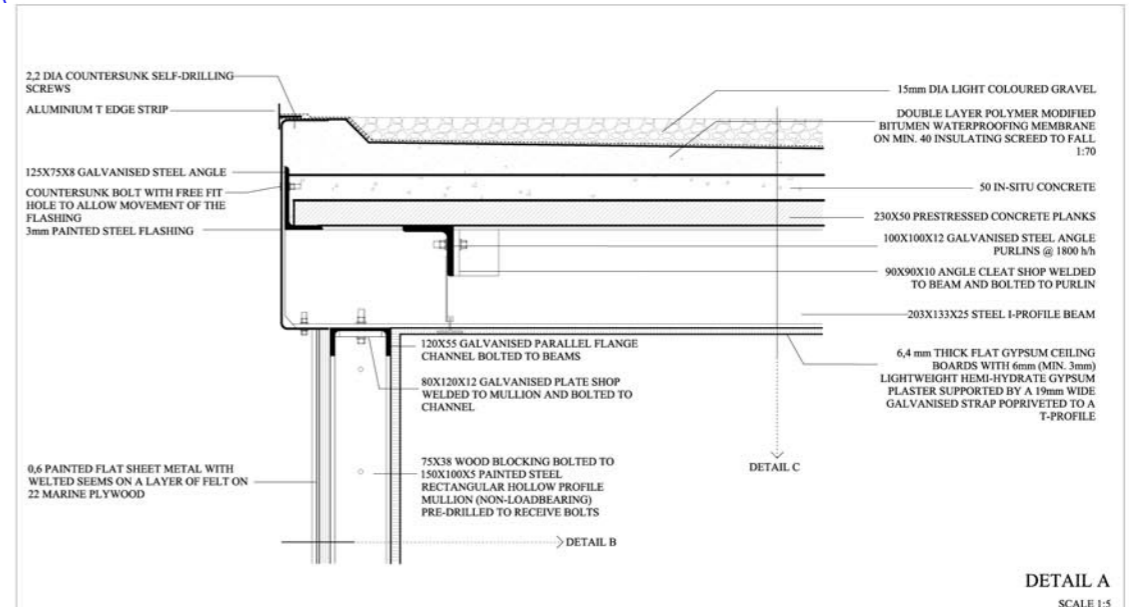 2,2 DIA COUNTERSUNK SELF-DRILLING
SCREWS
ALUMINIUM T EDGE STRIP
125X75X8 GALVANISED STEEL ANGLE
COUNTERSUNK BOLT WITH FREE FIT
HOLE TO ALLOW MOVEMENT OF THE
FLASHING
3mm PAINTED STEEL FLASHING
0,6 PAINTED FLAT SHEET METAL WITH
WELTED SEEMS ON A LAYER OF FELT ON
22 MARINE PLYWOOD
120X55 GALVANISED PARALLEL FLANGE
CHANNEL BOLTED TO BEAMS
80X120X12 GALVANISED PLATE SHOP
WELDED TO MULLION AND BOLTED TO
CHANNEL
75X38 WOOD BLOCKING BOLTED TO
150X100X5 PAINTED STEEL
RECTANGULAR HOLLOW PROFILE
MULLION (NON-LOADBEARING)
PRE-DRILLED TO RECEIVE BOLTS
DETAIL B
15mm DIA LIGHT COLOURED GRAVEL
DOUBLE LAYER POLYMER MODIFIED
BITUMEN WATERPROOFING MEMBRANE
ON MIN. 40 INSULATING SCREED TO FALL
1:70
50 IN-SITU CONCRETE
230X50 PRESTRESSED CONCRETE PLANKS
100X100X12 GALVANISED STEEL ANGLE
PURLINS @ 1800 h/h
90X90X10 ANGLE CLEAT SHOP WELDED
TO BEAM AND BOLTED TO PURLIN
203X133X25 STEEL I-PROFILE BEAM
6,4 mm THICK FLAT GYPSUM CEILING
BOARDS WITH 6mm (MIN. 3mm)
LIGHTWEIGHT HEMI-HYDRATE GYPSUM
PLASTER SUPPORTED BY A 19mm WIDE
GALVANISED STRAP POPRIVETED TO A
T-PROFILE
DETAIL C
DETAIL A
SCALE 1:5